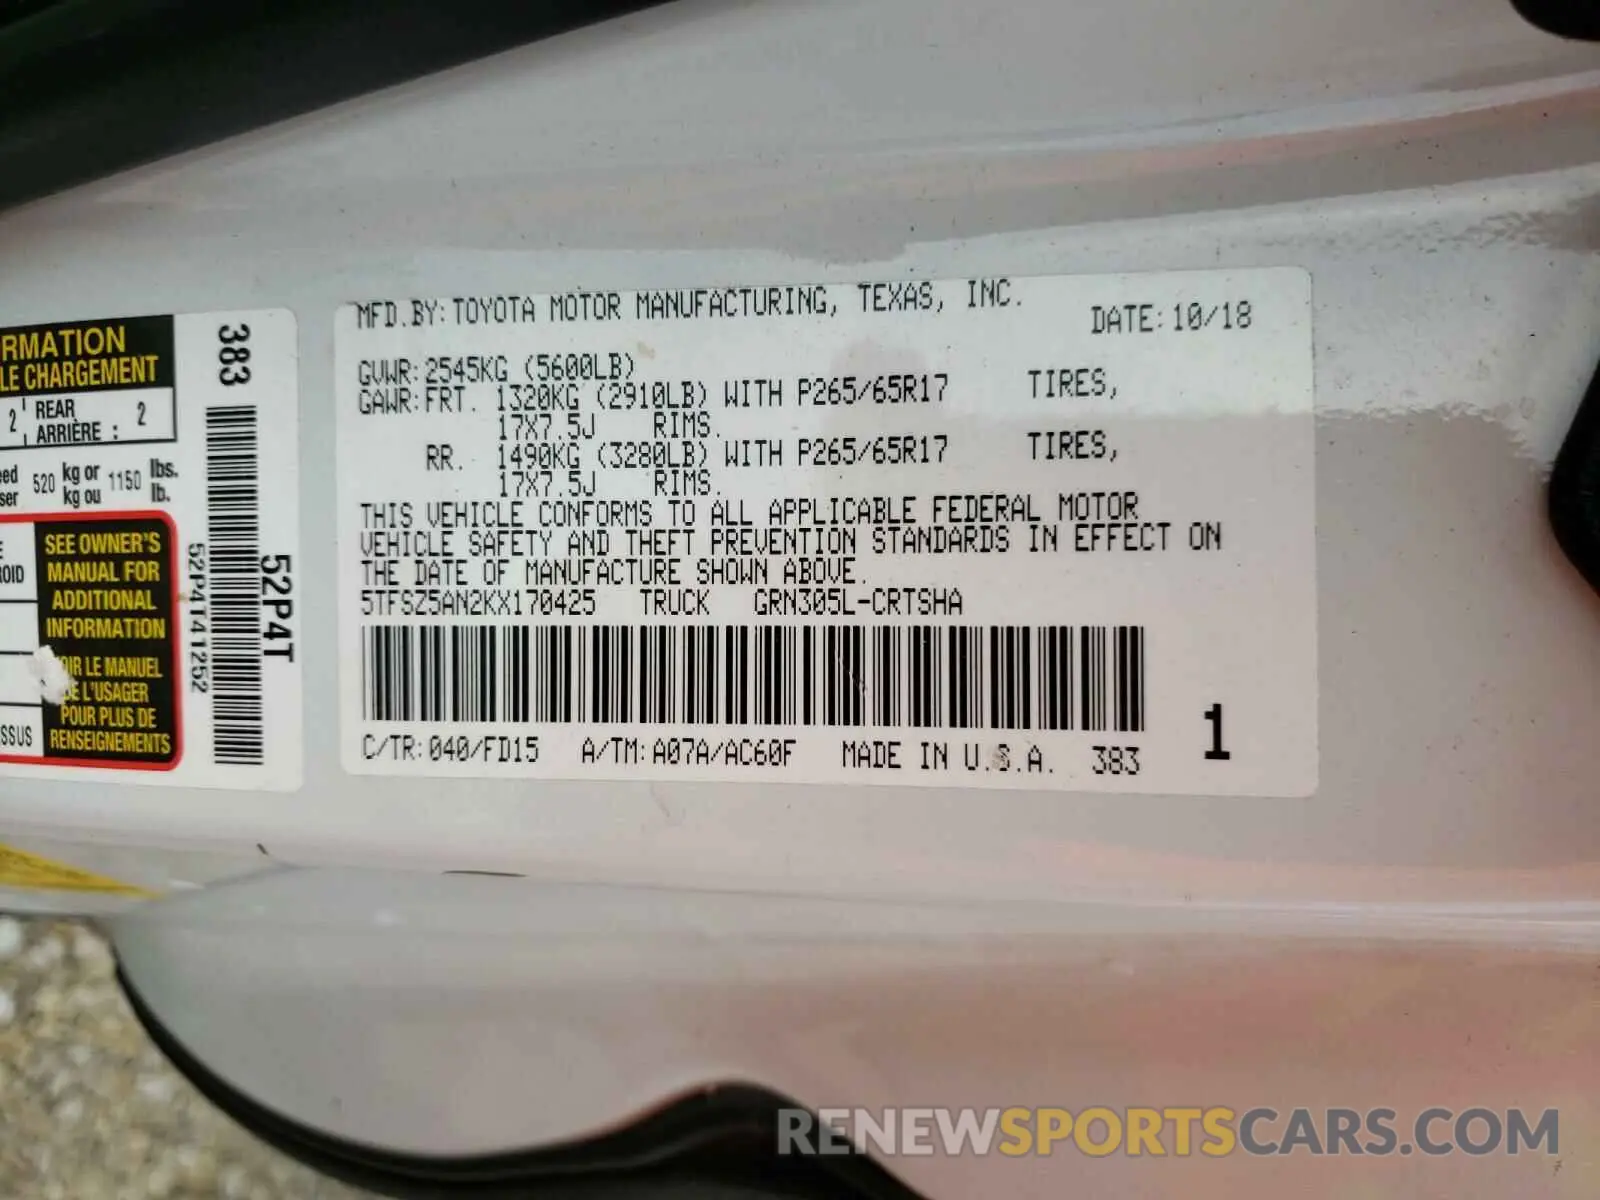 RMATION
LE CHARGEMENT
2 REAR ARRIÈRE : 2
520 kg or kg ou 1150 lbs. lb.
SEE OWNER'S
MANUAL FOR
ADDITIONAL
INFORMATION
LE MANUEL
DE L'USAGER
POUR PLUS DE
RENSEIGNEMENTS
383
52P4T41252
52P4T
MFD.BY:TOYOTA MOTOR MANUFACTURING, TEXAS, INC.
DATE:10/18
GVWR:2545KG (5600LB)
GAWR:FRT. 1320KG (2910LB) WITH P265/65R17 TIRES,
17X7.5J RIMS.
RR. 1490KG (3280LB) WITH P265/65R17 TIRES,
17X7.5J RIMS.
THIS VEHICLE CONFORMS TO ALL APPLICABLE FEDERAL MOTOR
VEHICLE SAFETY AND THEFT PREVENTION STANDARDS IN EFFECT ON
THE DATE OF MANUFACTURE SHOWN ABOVE.
5TFSZ5AN2KX170425 TRUCK GRN305L-CRTSHA
C/TR:040/FD15 A/TM:A07A/AC60F MADE IN U.S.A. 383
1
RENEWSPORTSCARS.COM